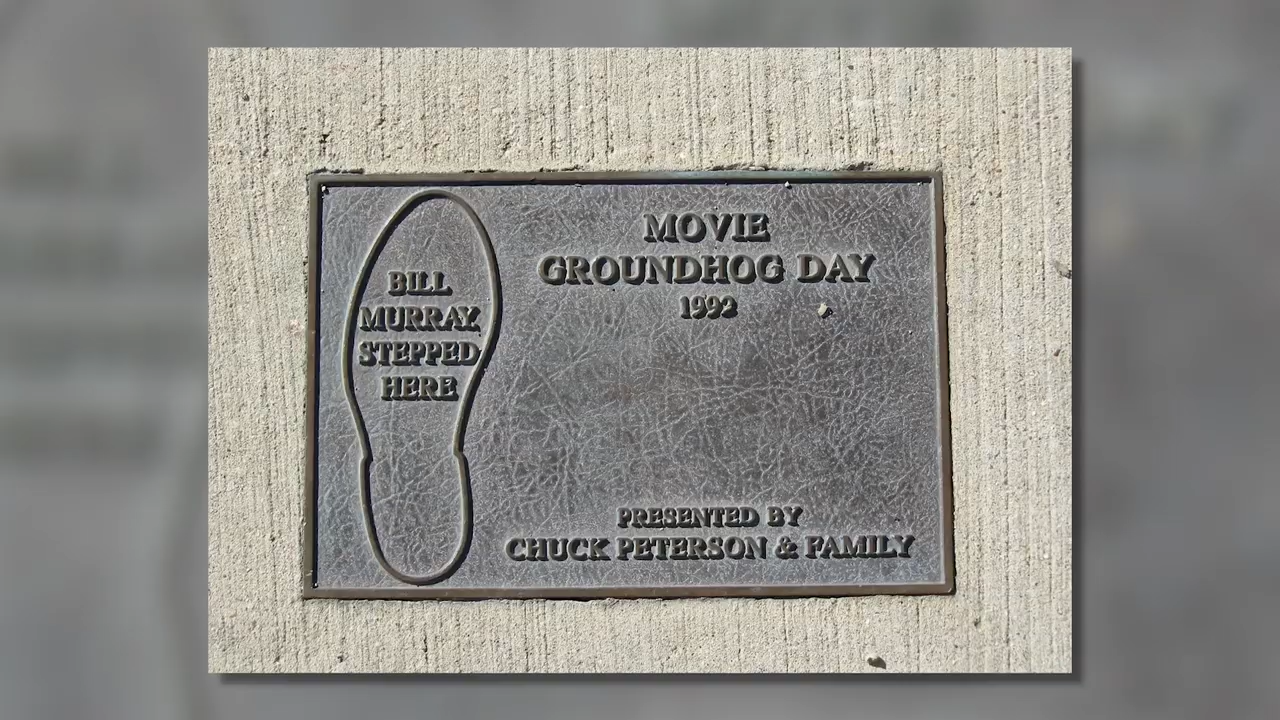 BILL
MURRAY
STEPPED
HERE
MOVIE
GROUNDHOG DAY
1992
PRESENTED BY
CHUCK PETERSON & FAMILY